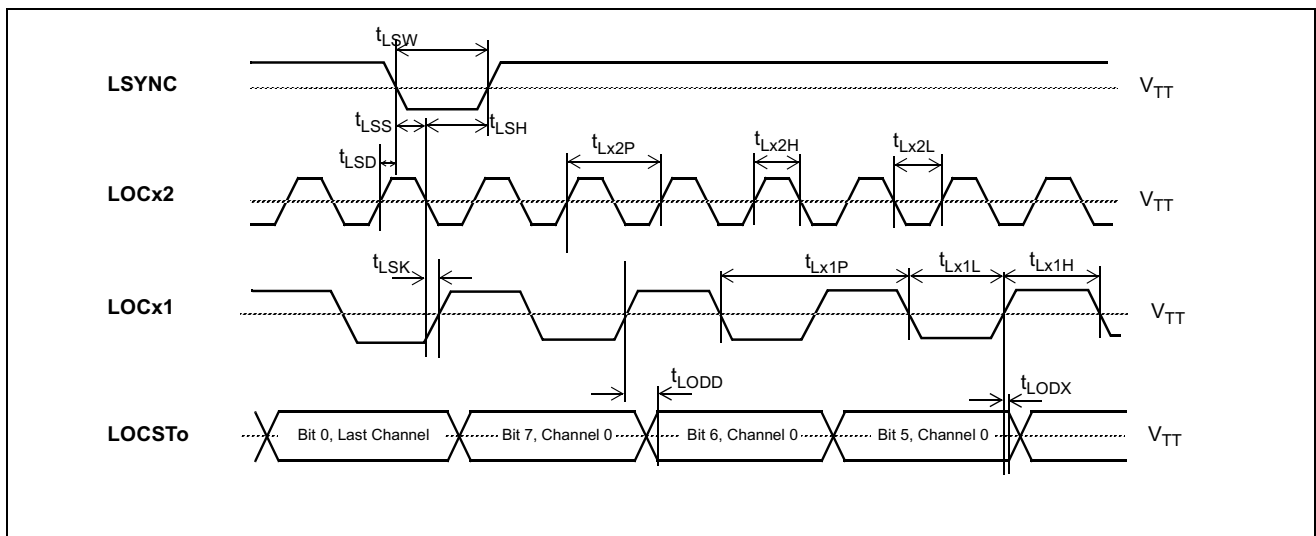 tLSW
LSYNC
VTT
tLSS
tLSH
tLSD
tLx2P
tLx2H
tLx2L
LOCx2
VTT
tLSK
tLx1P
tLx1L
tLx1H
LOCx1
VTT
tLODD
tLODX
LOCSTo
Bit 0, Last Channel
Bit 7, Channel 0
Bit 6, Channel 0
Bit 5, Channel 0
VTT